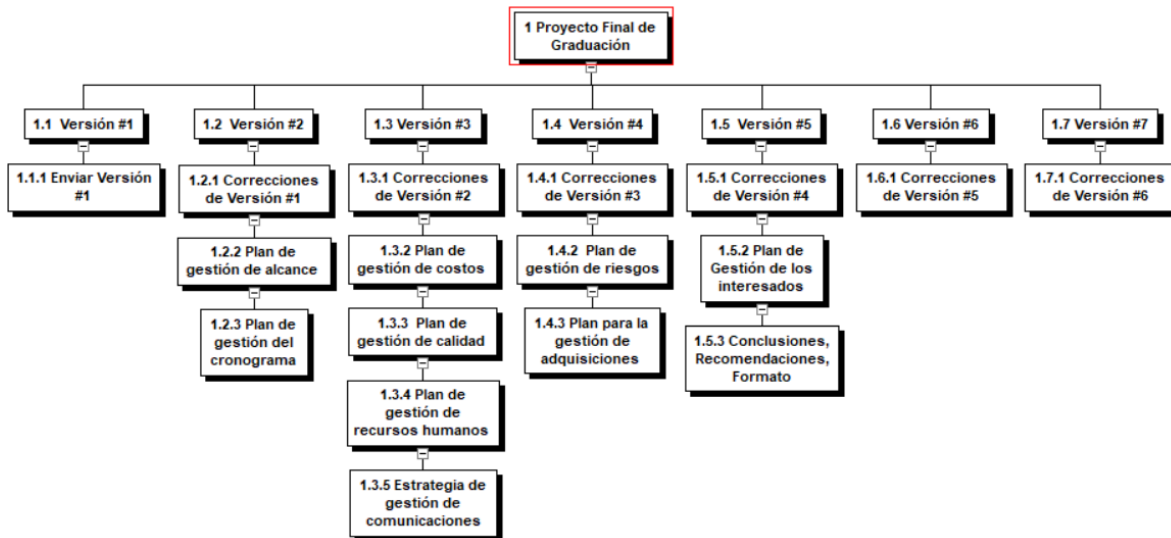 1 Proyecto Final de
Graduación
1.1 Versión #1
1.2 Versión #2
1.3 Versión #3
1.4 Versión #4
1.5 Versión #5
1.6 Versión #6
1.7 Versión #7
1.1.1 Enviar Versión
#1
1.2.1 Correcciones
de Versión #1
1.3.1 Correcciones
de Versión #2
1.4.1 Correcciones
de Versión #3
1.5.1 Correcciones
de Versión #4
1.6.1 Correcciones
de Versión #5
1.7.1 Correcciones
de Versión #6
1.2.2 Plan de
gestión de alcance
1.3.2 Plan de
gestión de costos
1.4.2 Plan de
gestión de riesgos
1.5.2 Plan de
Gestión de los
interesados
1.2.3 Plan de
gestión del
cronograma
1.3.3 Plan de
gestión de calidad
1.4.3 Plan para la
gestión de
adquisiciones
1.5.3 Conclusiones,
Recomendaciones,
Formato
1.3.4 Plan de
gestión de
recursos humanos
1.3.5 Estrategia de
gestión de
comunicaciones